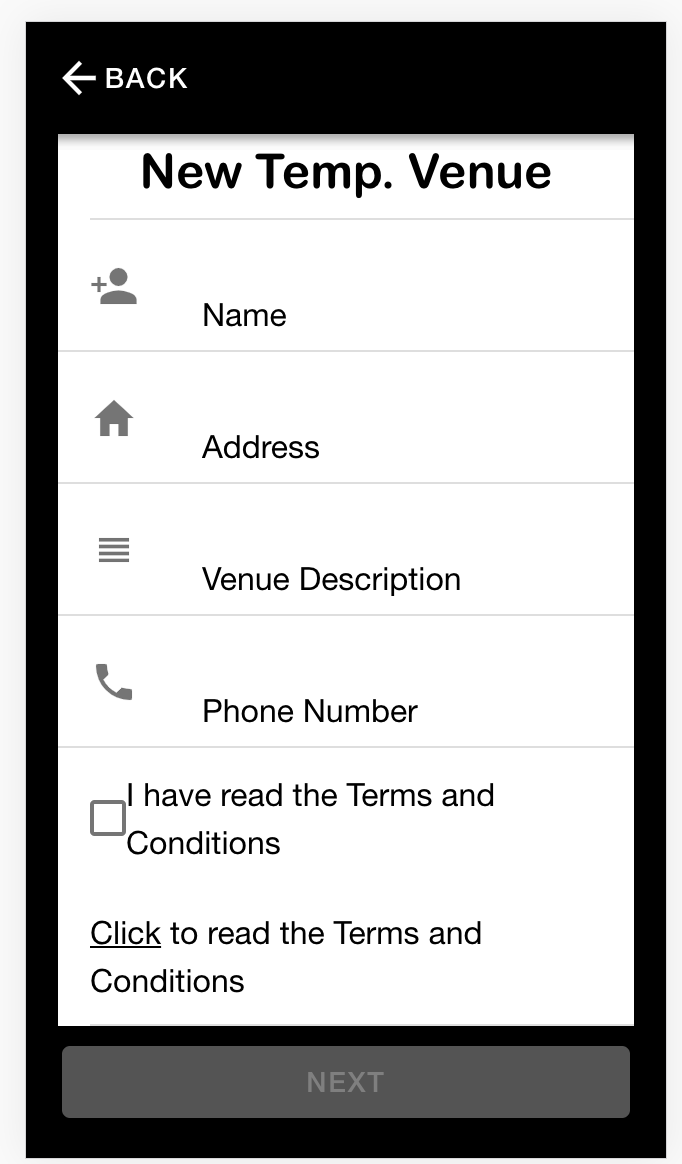 BACK
New Temp. Venue
Name
Address
Venue Description
Phone Number
I have read the Terms and
Conditions
Click to read the Terms and
Conditions
NEXT